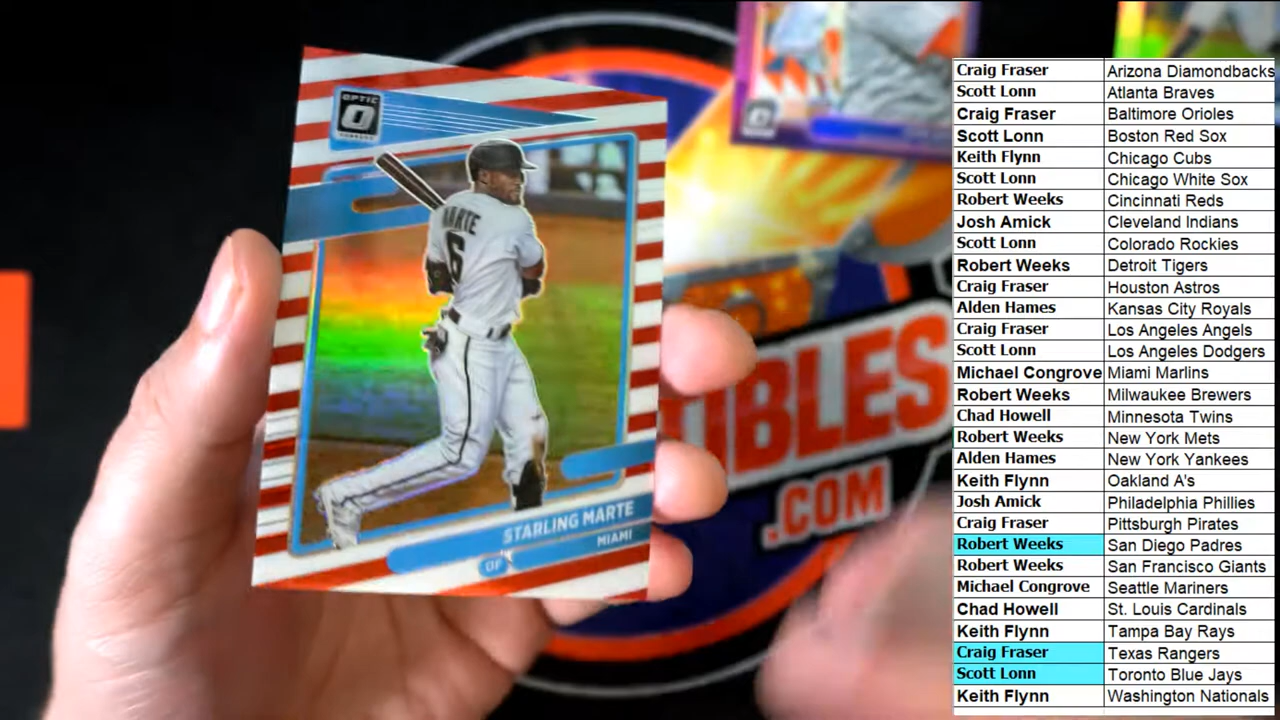 OPTIC
MARTE
6
STARLING MARTE
MIAMI
OF
TIBLES
.COM
Craig Fraser Arizona Diamondbacks
Scott Lonn Atlanta Braves
Craig Fraser Baltimore Orioles
Scott Lonn Boston Red Sox
Keith Flynn Chicago Cubs
Scott Lonn Chicago White Sox
Robert Weeks Cincinnati Reds
Josh Amick Cleveland Indians
Scott Lonn Colorado Rockies
Robert Weeks Detroit Tigers
Craig Fraser Houston Astros
Alden Hames Kansas City Royals
Craig Fraser Los Angeles Angels
Scott Lonn Los Angeles Dodgers
Michael Congrove Miami Marlins
Robert Weeks Milwaukee Brewers
Chad Howell Minnesota Twins
Robert Weeks New York Mets
Alden Hames New York Yankees
Keith Flynn Oakland A's
Josh Amick Philadelphia Phillies
Craig Fraser Pittsburgh Pirates
Robert Weeks San Diego Padres
Robert Weeks San Francisco Giants
Michael Congrove Seattle Mariners
Chad Howell St. Louis Cardinals
Keith Flynn Tampa Bay Rays
Craig Fraser Texas Rangers
Scott Lonn Toronto Blue Jays
Keith Flynn Washington Nationals